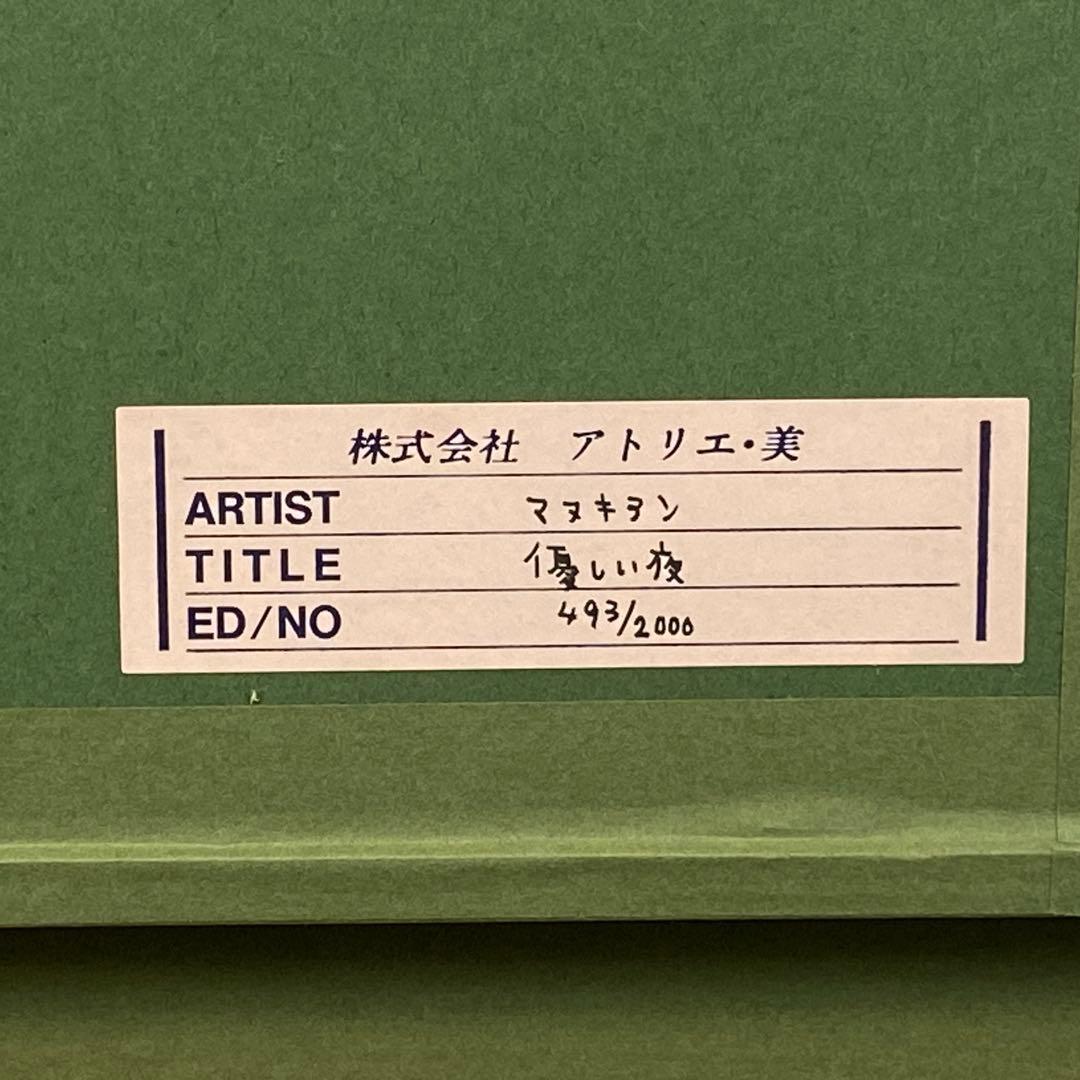 株式会社 アトリエ・美
ARTIST マヌキヨン
TITLE 優しい夜
ED/NO 493/2000